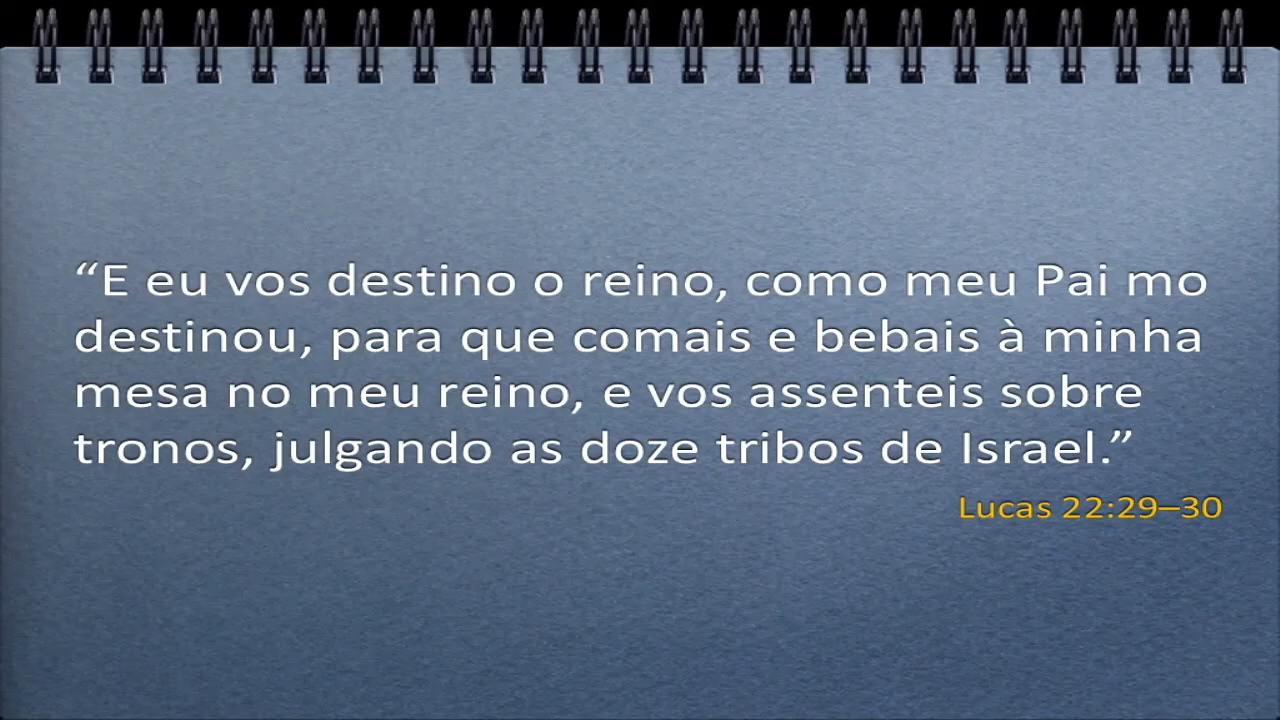 “E eu vos destino o reino, como meu Pai mo
destinou, para que comais e bebais à minha
mesa no meu reino, e vos assenteis sobre
tronos, julgando as doze tribos de Israel.”
Lucas 22:29–30